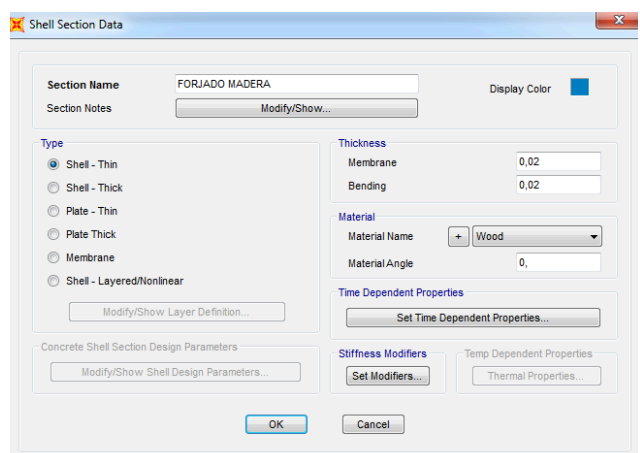 Shell Section Data
Section Name FORJADO MADERA Display Color
Section Notes Modify/Show...
Type
Shell - Thin
Shell - Thick
Plate - Thin
Plate Thick
Membrane
Shell - Layered/Nonlinear
Modify/Show Layer Definition...
Thickness
Membrane 0,02
Bending 0,02
Material
Material Name + Wood
Material Angle 0,
Time Dependent Properties
Set Time Dependent Properties...
Concrete Shell Section Design Parameters
Modify/Show Shell Design Parameters...
Stiffness Modifiers
Set Modifiers...
Temp Dependent Properties
Thermal Properties...
OK Cancel